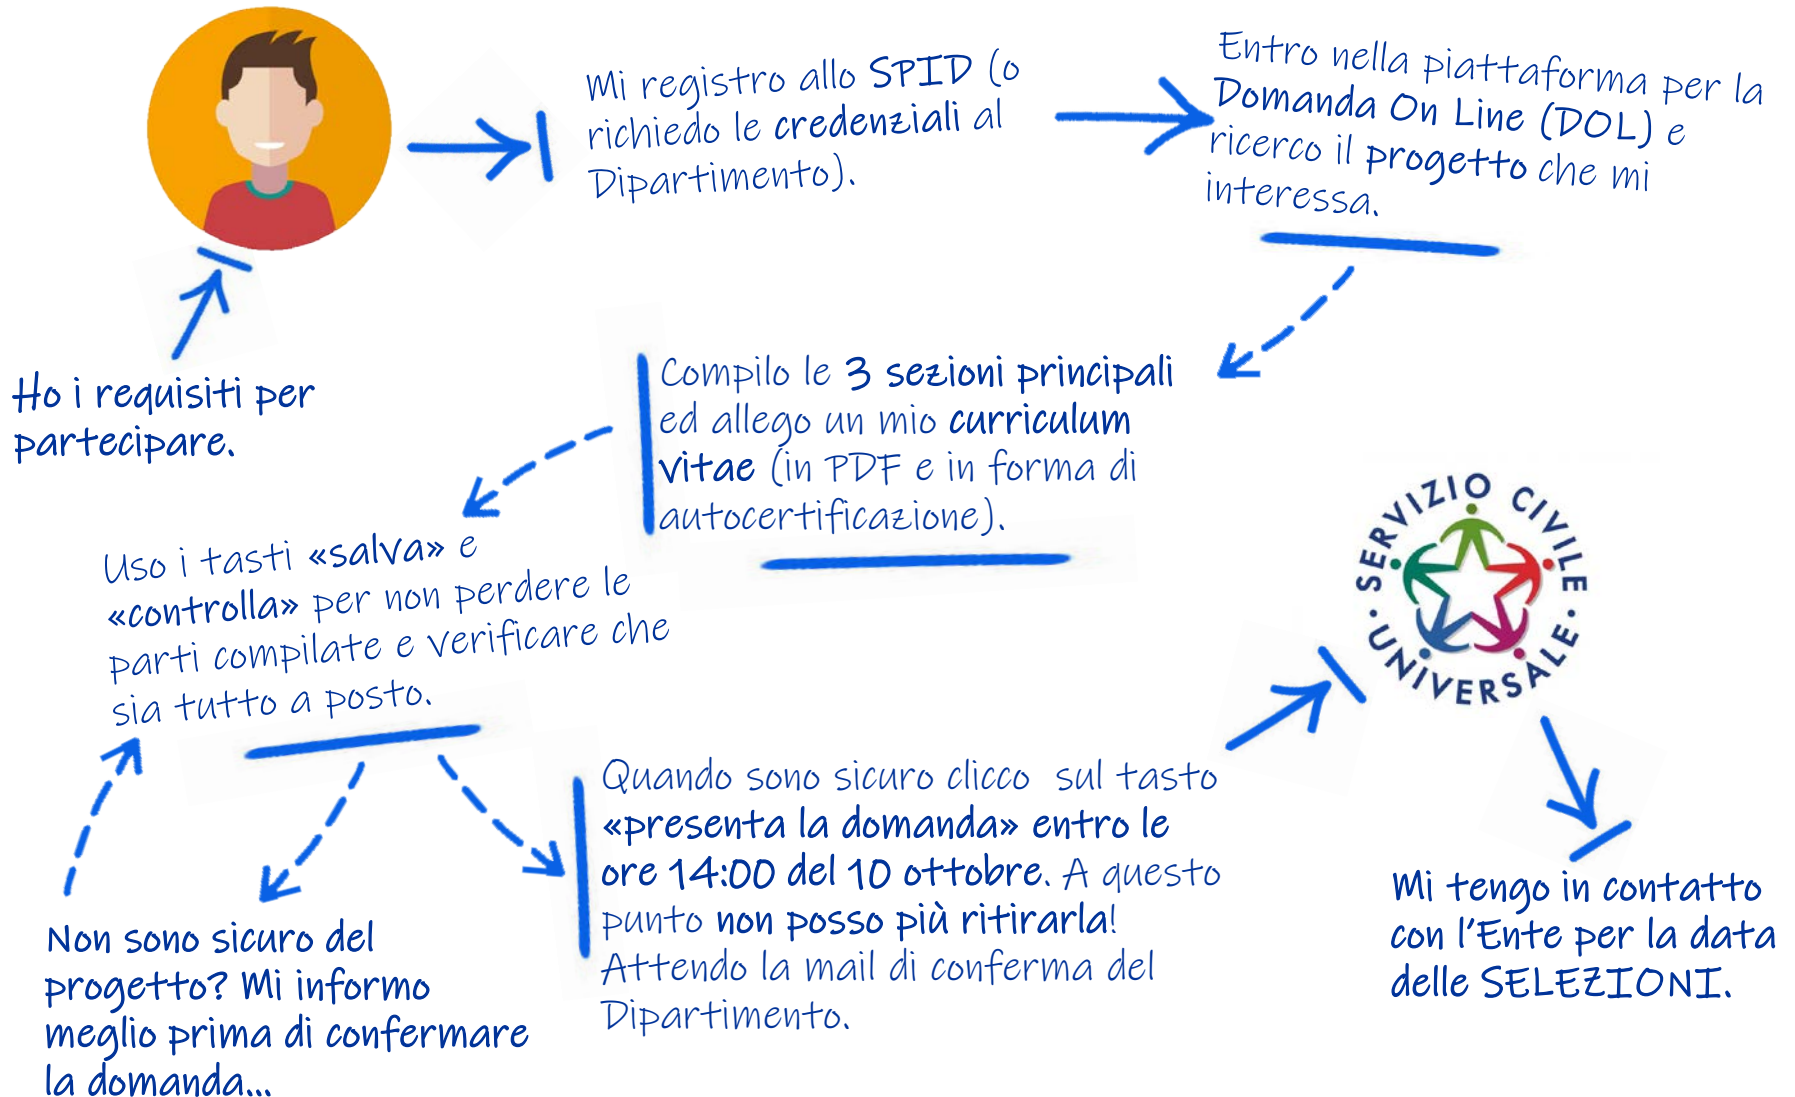 Ho i requisiti per
partecipare.
Mi registro allo SPID (o
richiedo le credenziali al
Dipartimento).
Entro nella piattaforma per la
Domanda On Line (DOL) e
ricerco il progetto che mi
interessa.
Compilo le 3 sezioni principali
ed allego un mio curriculum
vitae (in PDF e in forma di
autocertificazione).
Uso i tasti «salva» e
«controlla» per non perdere le
parti compilate e verificare che
sia tutto a posto.
Non sono sicuro del
progetto? Mi informo
meglio prima di confermare
la domanda...
Quando sono sicuro clicco sul tasto
«presenta la domanda» entro le
ore 14:00 del 10 ottobre. A questo
punto non posso più ritirarla!
Attendo la mail di conferma del
Dipartimento.
SERVIZIO CIVILE
UNIVERSALE
Mi tengo in contatto
con l'Ente per la data
delle SELEZIONI.